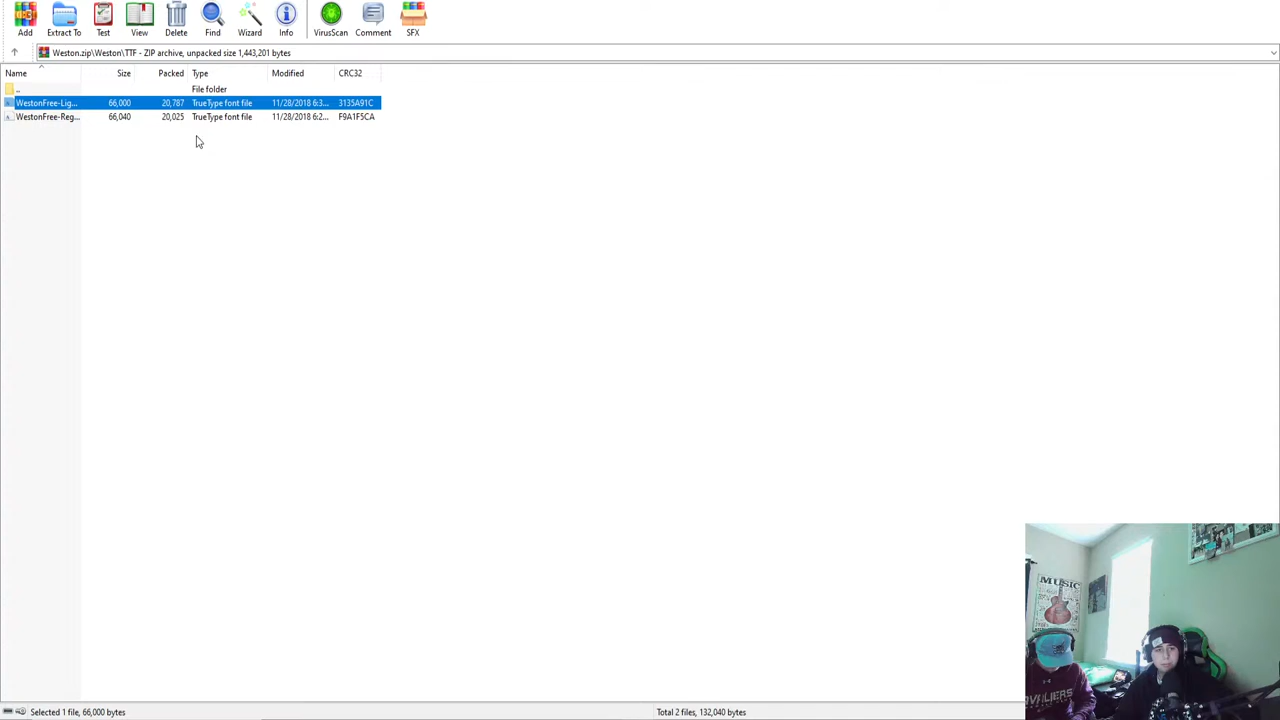 Add Extract To Test View Delete Find Wizard Info VirusScan Comment SFX
Weston.zip\Weston\TTF - ZIP archive, unpacked size 1,443,201 bytes
Name Size Packed Type Modified CRC32
.. File folder
WestonFree-Lig... 66,000 20,787 TrueType font file 11/28/2018 6:3... 3135A91C
WestonFree-Reg... 66,040 20,025 TrueType font file 11/28/2018 6:2... F9A1F5CA
MUSIC
Selected 1 file, 66,000 bytes Total 2 files, 132,040 bytes